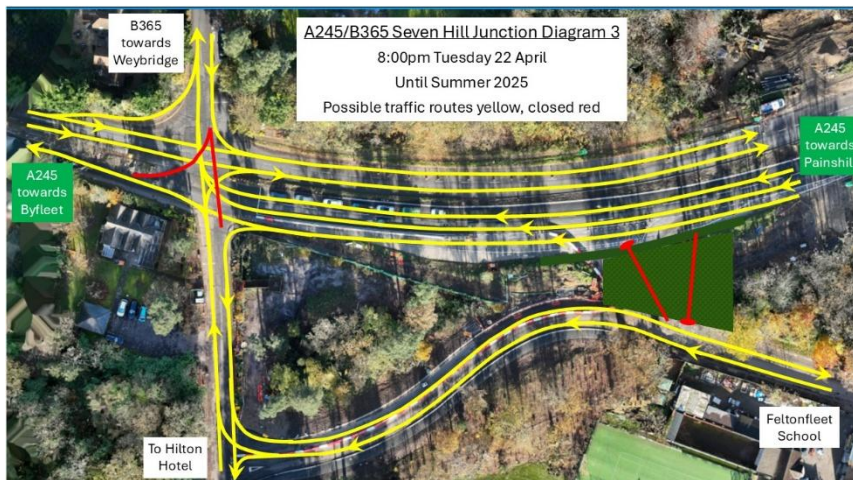 B365
towards
Weybridge
A245/B365 Seven Hill Junction Diagram 3
8:00pm Tuesday 22 April
Until Summer 2025
Possible traffic routes yellow, closed red
A245
towards
Byfleet
A245
towards
Painshill
To Hilton
Hotel
Feltonfleet
School